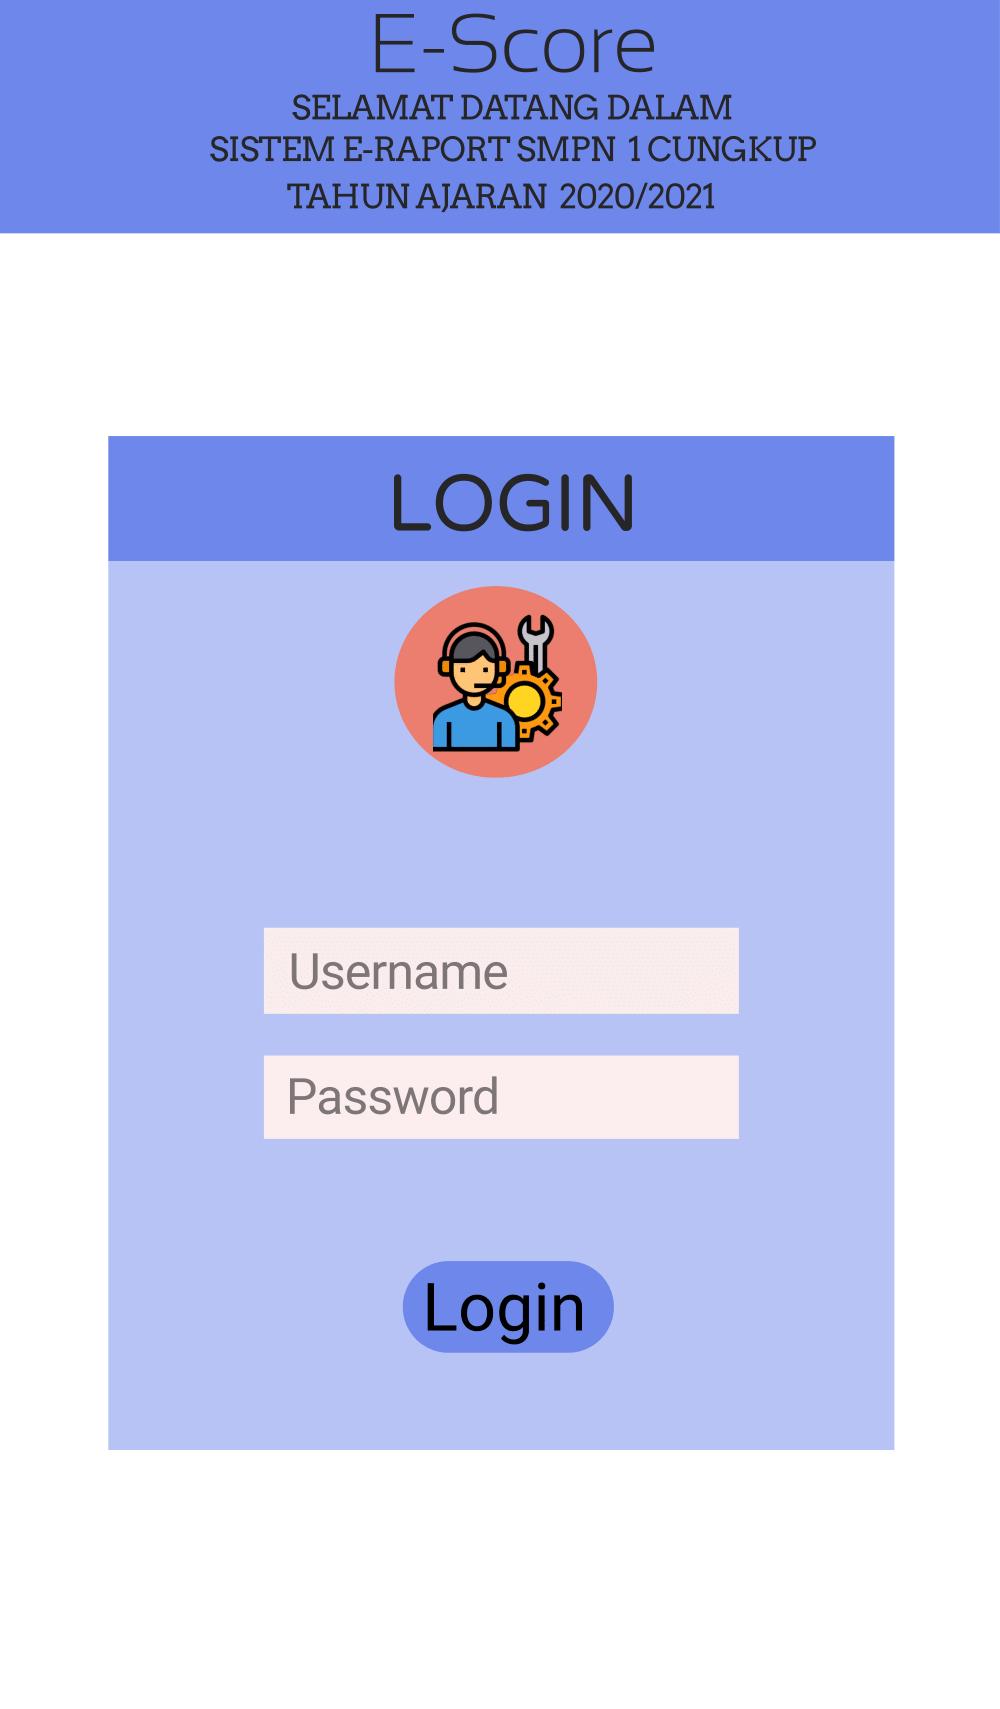 E-Score
SELAMAT DATANG DALAM
SISTEM E-RAPORT SMPN 1 CUNGKUP
TAHUN AJARAN 2020/2021
LOGIN
Username
Password
Login